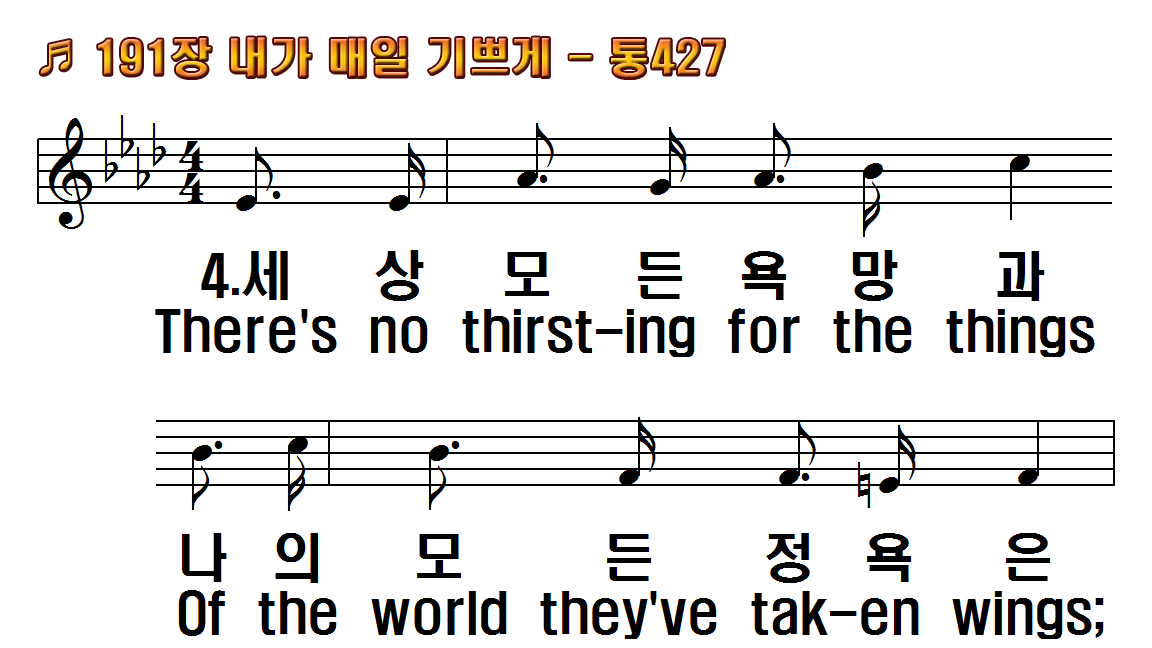 ♬ 191장 내가 매일 기쁘게 - 통427
4.세 상 모 든 욕 망 과
There's no thirst-ing for the things
나 의 모 든 정 욕 은
Of the world they've tak-en wings;